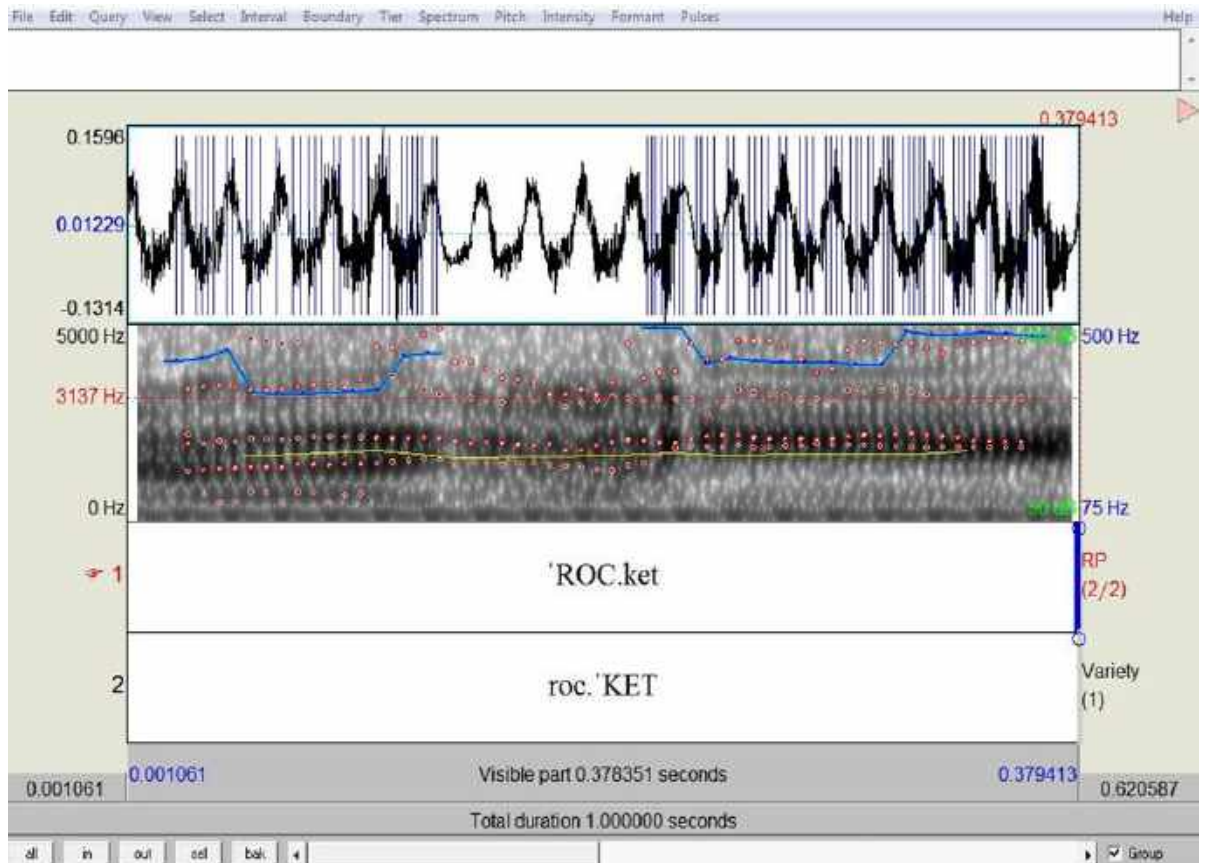 File Edit Query View Select Interval Boundary Tier Spectrum Pitch Intensity Formant Pulses Help
0.379413
0.1596
0.01229
-0.1314
5000 Hz 500 Hz
3137 Hz
0 Hz 75 Hz
1 ˈROC.ket RP
(2/2)
2 roc.ˈKET Variety
(1)
0.001061 0.001061 Visible part 0.378351 seconds 0.379413 0.620587
Total duration 1.000000 seconds
all in out sel bak Group